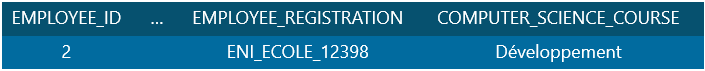 EMPLOYEE_ID ... EMPLOYEE_REGISTRATION COMPUTER_SCIENCE_COURSE
2 ENI_ECOLE_12398 Développement